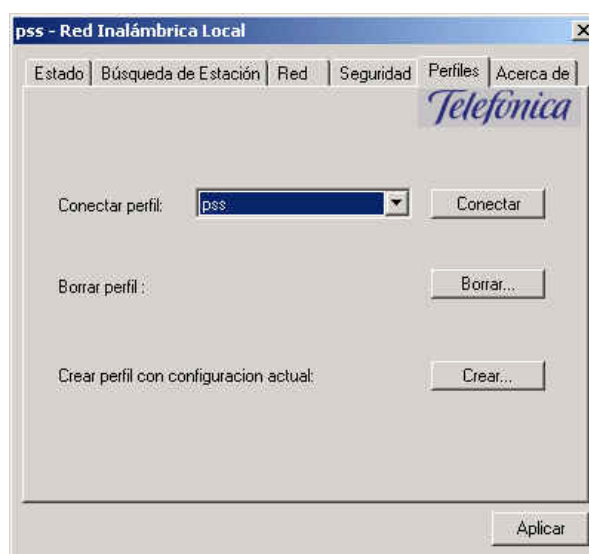 pss - Red Inalámbrica Local
Estado Búsqueda de Estación Red Seguridad Perfiles Acerca de
Telefónica
Conectar perfil: pss Conectar
Borrar perfil : Borrar...
Crear perfil con configuracion actual: Crear...
Aplicar